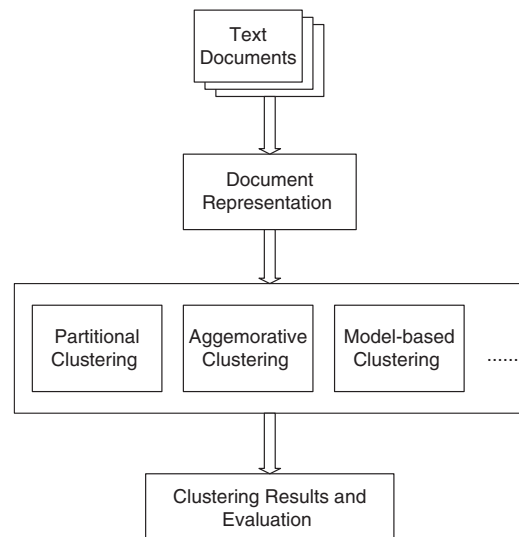 Text
Documents
Document
Representation
Partitional
Clustering
Aggemorative
Clustering
Model-based
Clustering
......
Clustering Results and
Evaluation